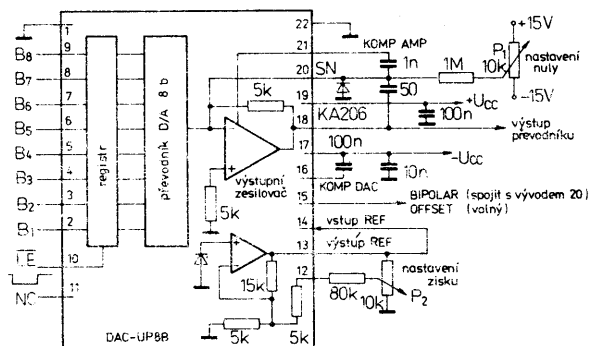 1
22
+15V
B8
9
21
KOMP AMP
P1
B7
8
1n
10k
nastavení
nuly
20
SN
1M
B6
7
5k
50
-15V
19
KA206
+Ucc
B5
6
18
100n
výstup
převodníku
registr
převodník D/A 8 b
B4
5
17
100n
-Ucc
výstupní
zesilovač
B3
4
16
10n
KOMP DAC
B2
3
5k
15
BIPOLAR (spojit s vývodem 20)
OFFSET (volný)
B1
2
14
vstup REF
13
výstup REF
CE
10
12
nastavení
zisku
15k
80k
10k
P2
NC
11
5k
5k
DAC-UP8B